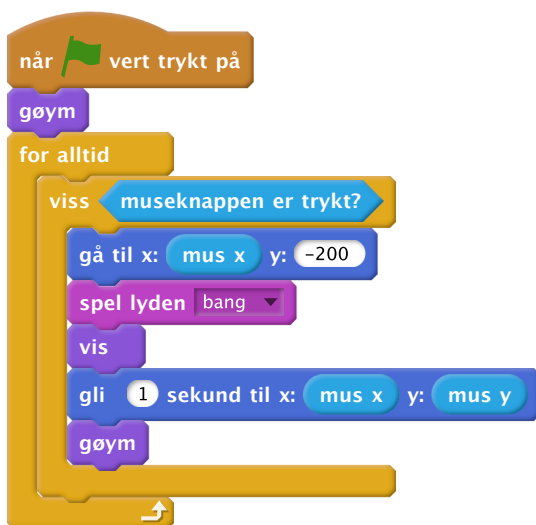 når vert trykt på
gøym
for alltid
viss museknappen er trykt?
gå til x: mus x y: -200
spel lyden bang
vis
gli 1 sekund til x: mus x y: mus y
gøym